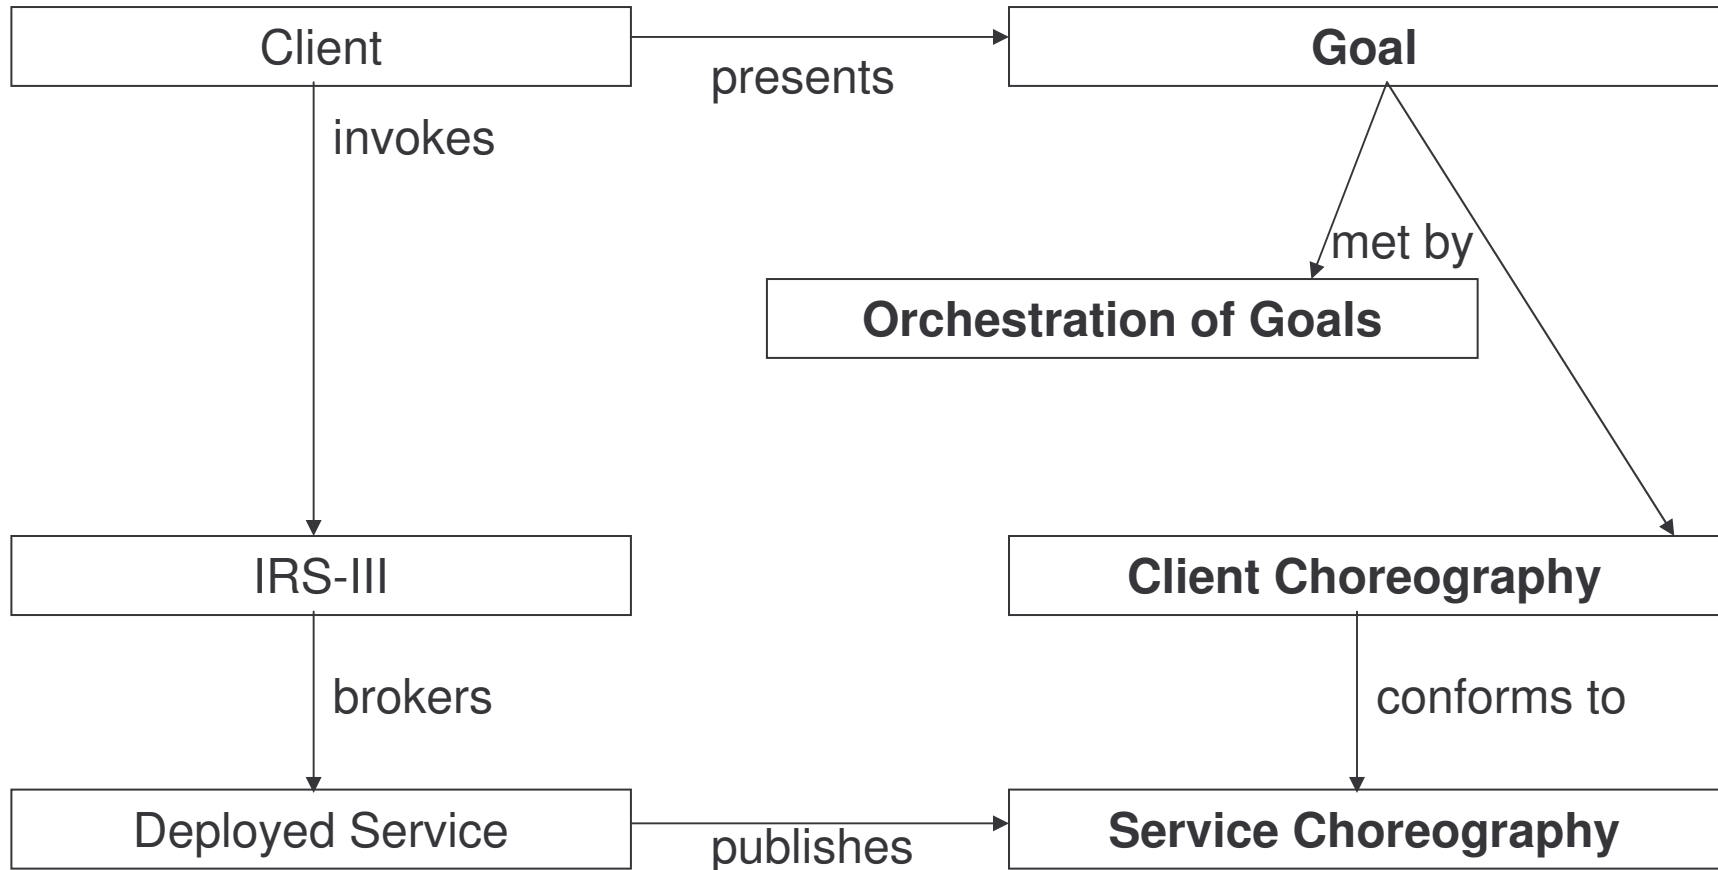 Client
presents
Goal
invokes
met by
Orchestration of Goals
IRS-III
Client Choreography
brokers
conforms to
Deployed Service
publishes
Service Choreography